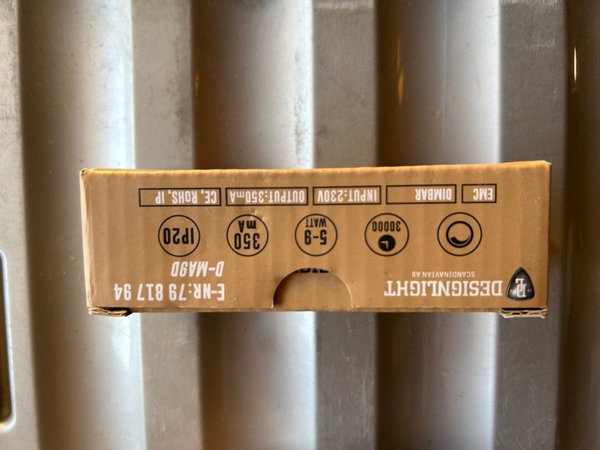 DESIGNLIGHT
SCANDINAVIAN AB
E-NR: 79 817 94
D-MA9D
30000
5-9
WATT
350
mA
IP20
EMC
DIMBAR
INPUT:230V
OUTPUT:350mA
CE, RoHS, IP